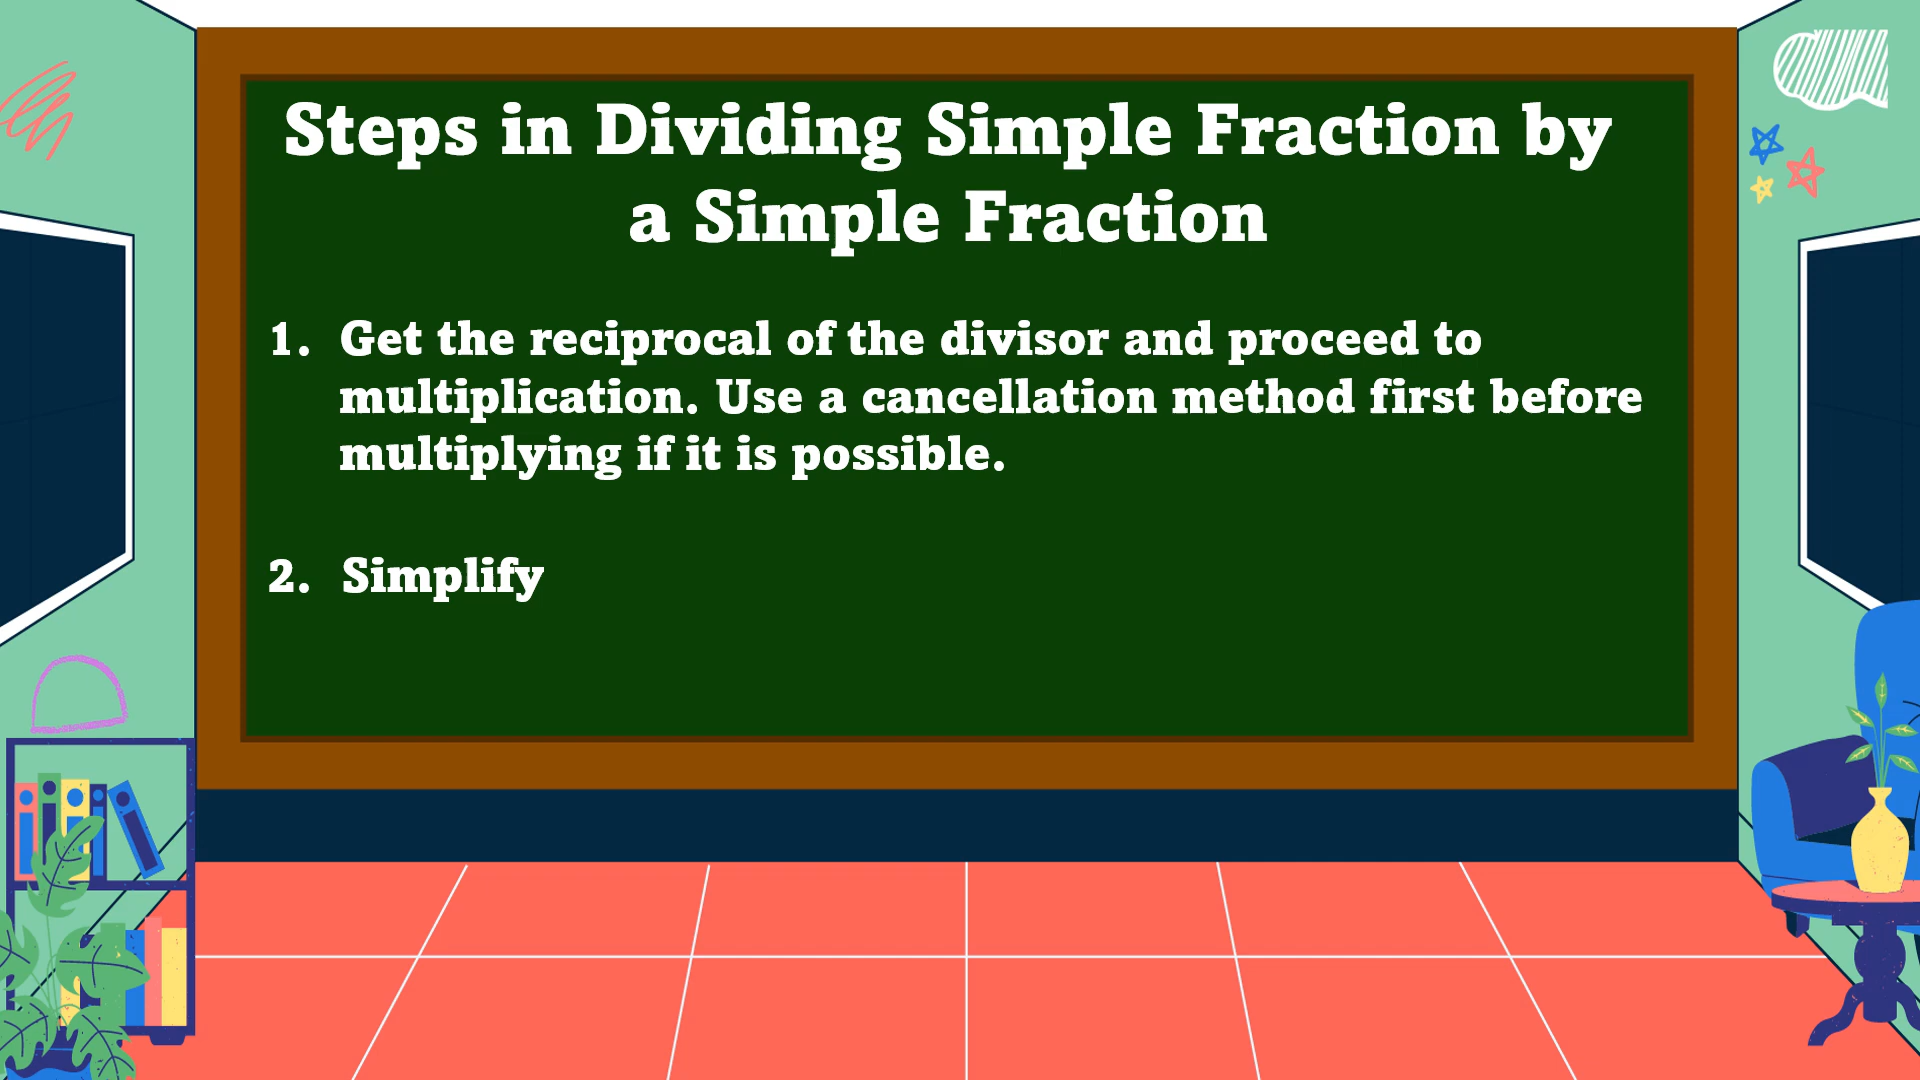 Steps in Dividing Simple Fraction by
a Simple Fraction
1. Get the reciprocal of the divisor and proceed to
multiplication. Use a cancellation method first before
multiplying if it is possible.
2. Simplify